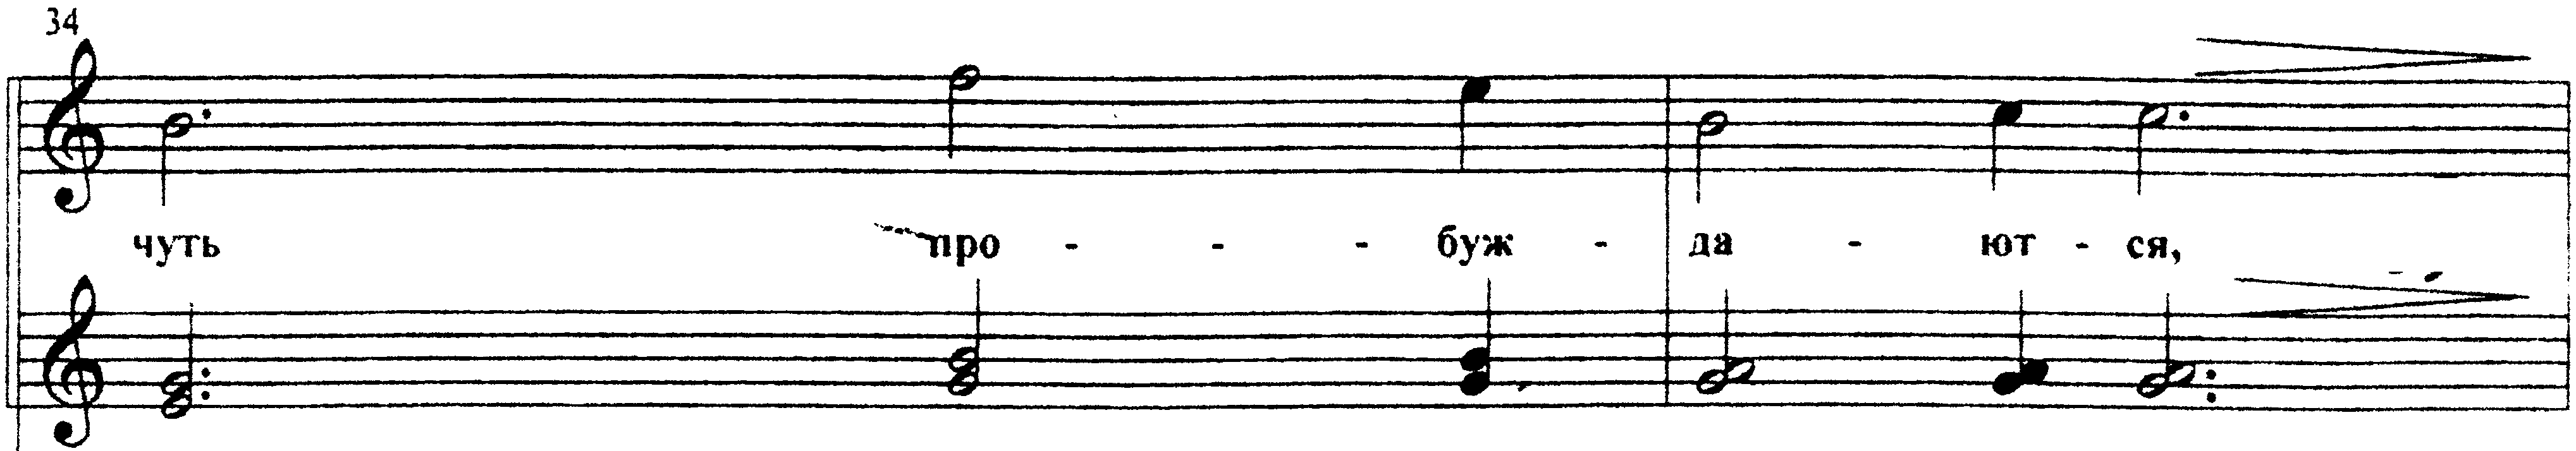 34
чуть про - - - буж - да - ют - ся,